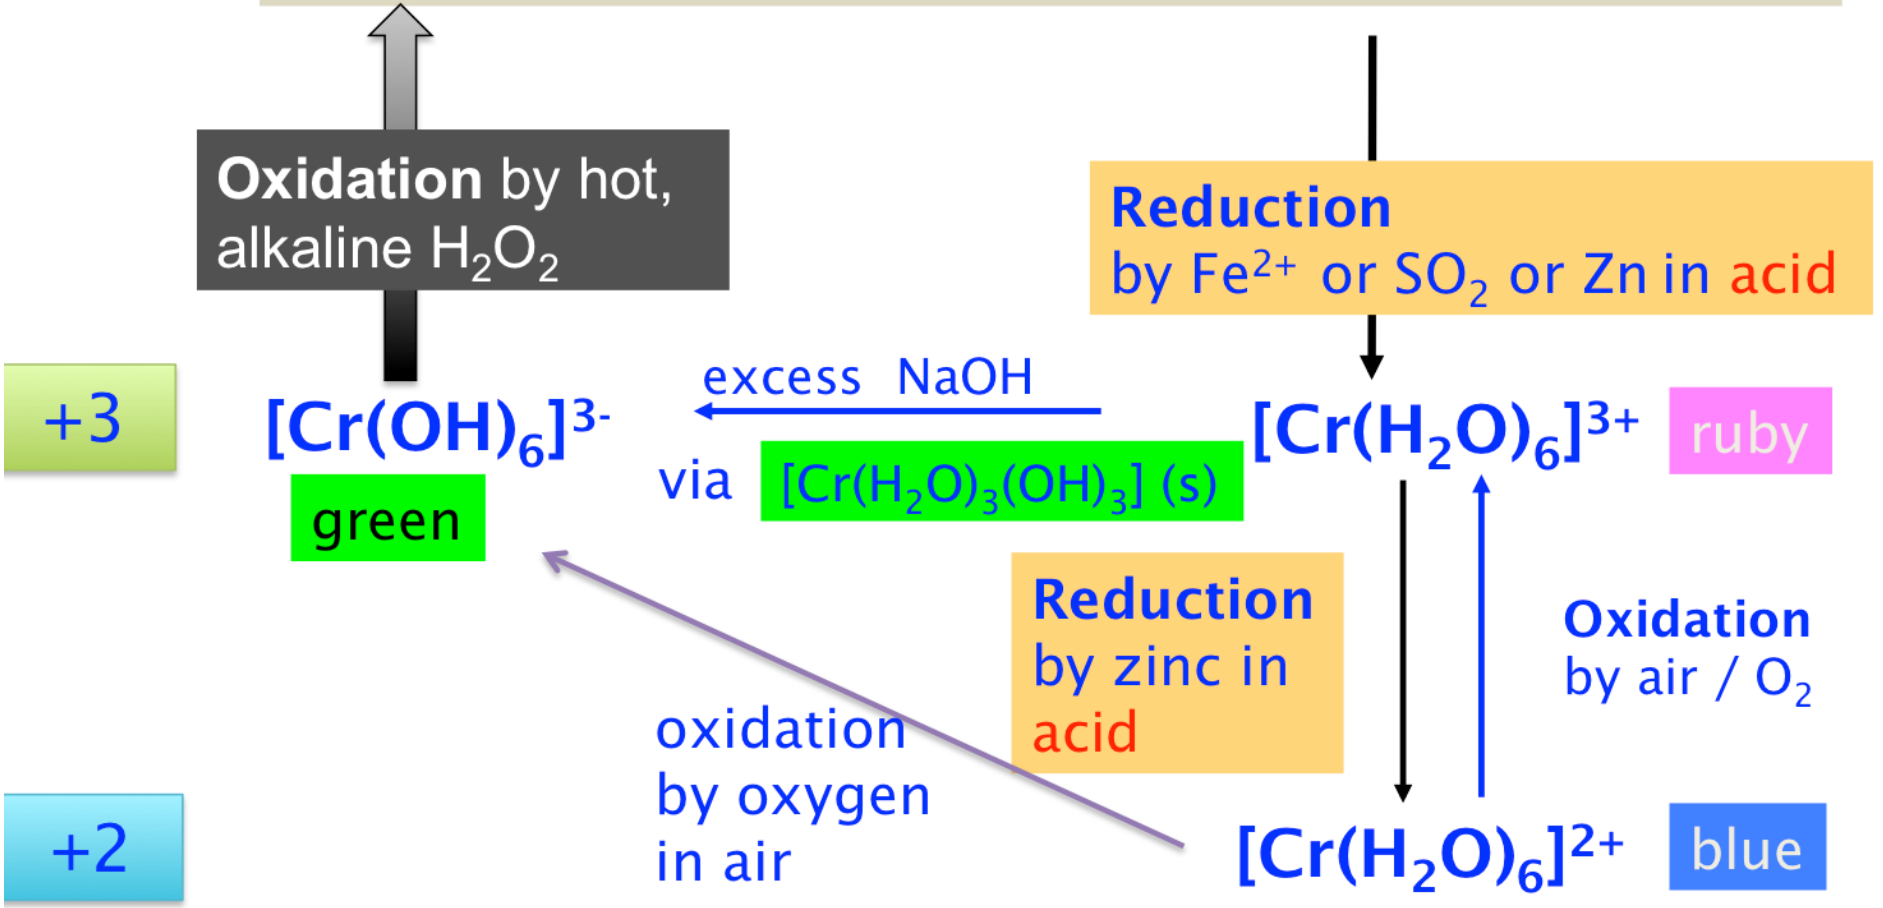 Oxidation by hot,
alkaline H₂O₂
Reduction
by Fe²⁺ or SO₂ or Zn in acid
+3
[Cr(OH)₆]³⁻
green
excess NaOH
via [Cr(H₂O)₃(OH)₃] (s)
[Cr(H₂O)₆]³⁺
ruby
Reduction
by zinc in
acid
Oxidation
by air / O₂
oxidation
by oxygen
in air
+2
[Cr(H₂O)₆]²⁺
blue